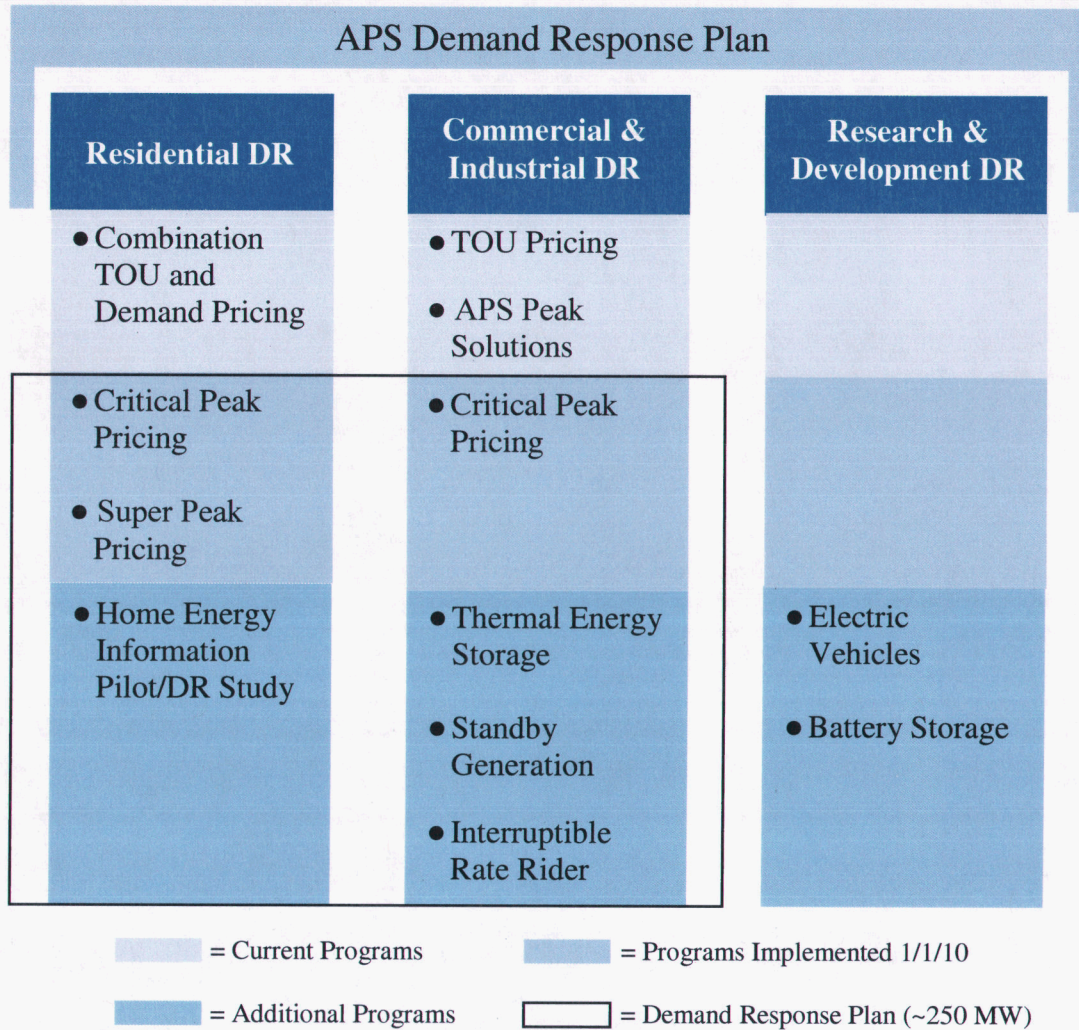 APS Demand Response Plan
Residential DR
Commercial &
Industrial DR
Research &
Development DR
● Combination
TOU and
Demand Pricing
● Critical Peak
Pricing
● Super Peak
Pricing
● Home Energy
Information
Pilot/DR Study
● TOU Pricing
● APS Peak
Solutions
● Critical Peak
Pricing
● Thermal Energy
Storage
● Standby
Generation
● Interruptible
Rate Rider
● Electric
Vehicles
● Battery Storage
= Current Programs
= Programs Implemented 1/1/10
= Additional Programs
= Demand Response Plan (~250 MW)